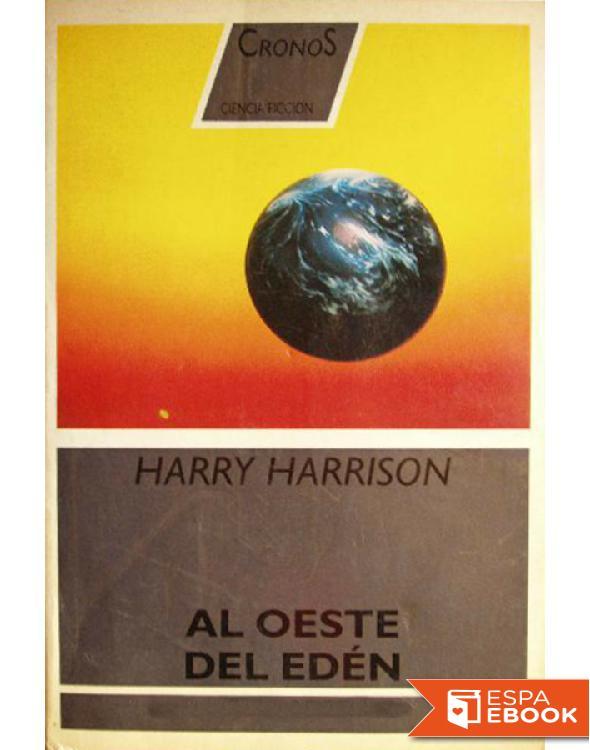 CRONOS
CIENCIA FICCION
HARRY HARRISON
AL OESTE
DEL EDÉN
ESPA
EBOOK